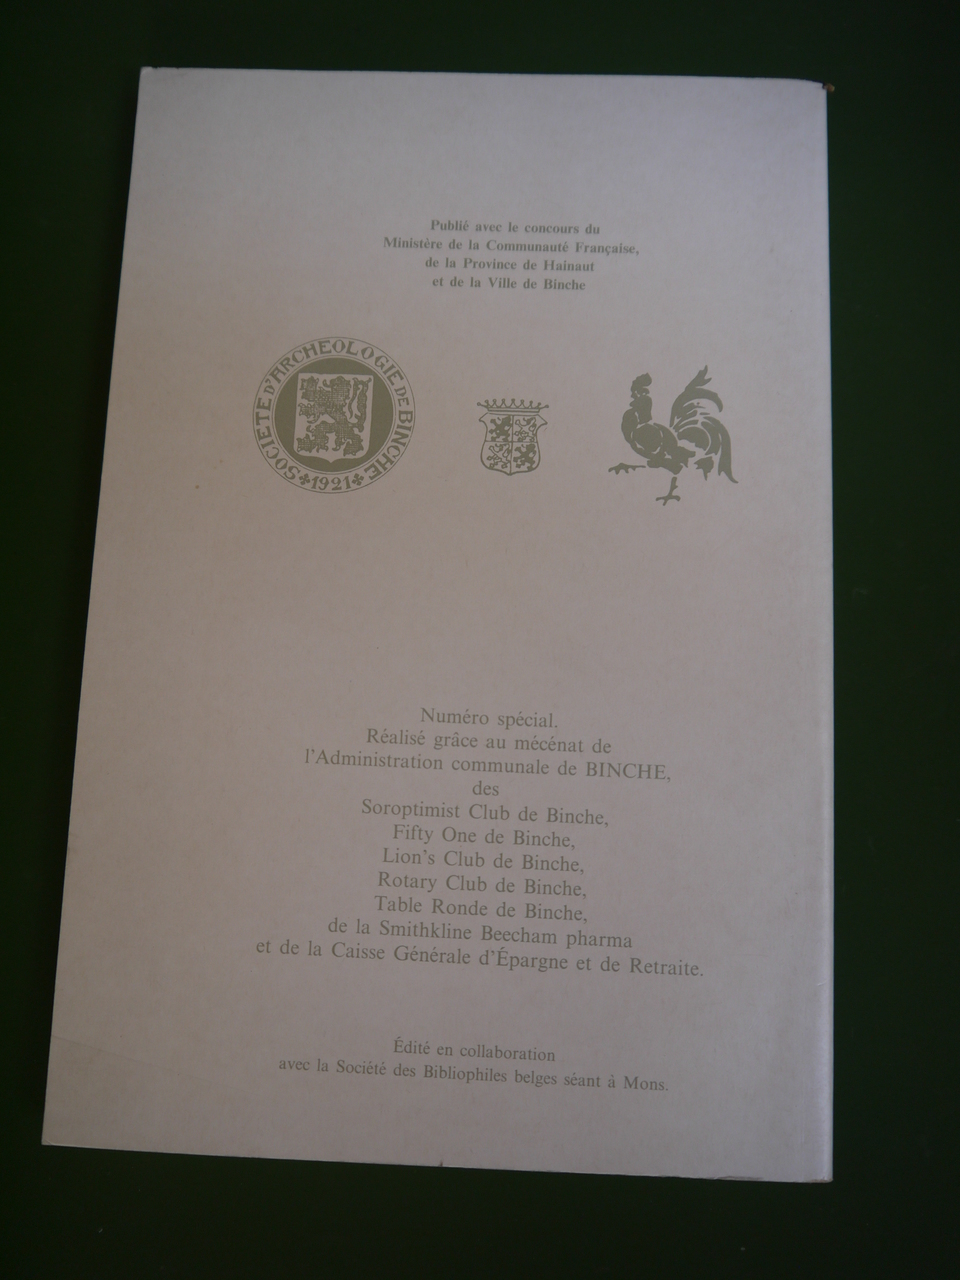 Publié avec le concours du
Ministère de la Communauté Française,
de la Province de Hainaut
et de la Ville de Binche
SOCIETE D'ARCHEOLOGIE DE BINCHE
1921
Numéro spécial.
Réalisé grâce au mécénat de
l'Administration communale de BINCHE,
des
Soroptimist Club de Binche,
Fifty One de Binche,
Lion's Club de Binche,
Rotary Club de Binche,
Table Ronde de Binche,
de la Smithkline Beecham pharma
et de la Caisse Générale d'Épargne et de Retraite.
Édité en collaboration
avec la Société des Bibliophiles belges séant à Mons.